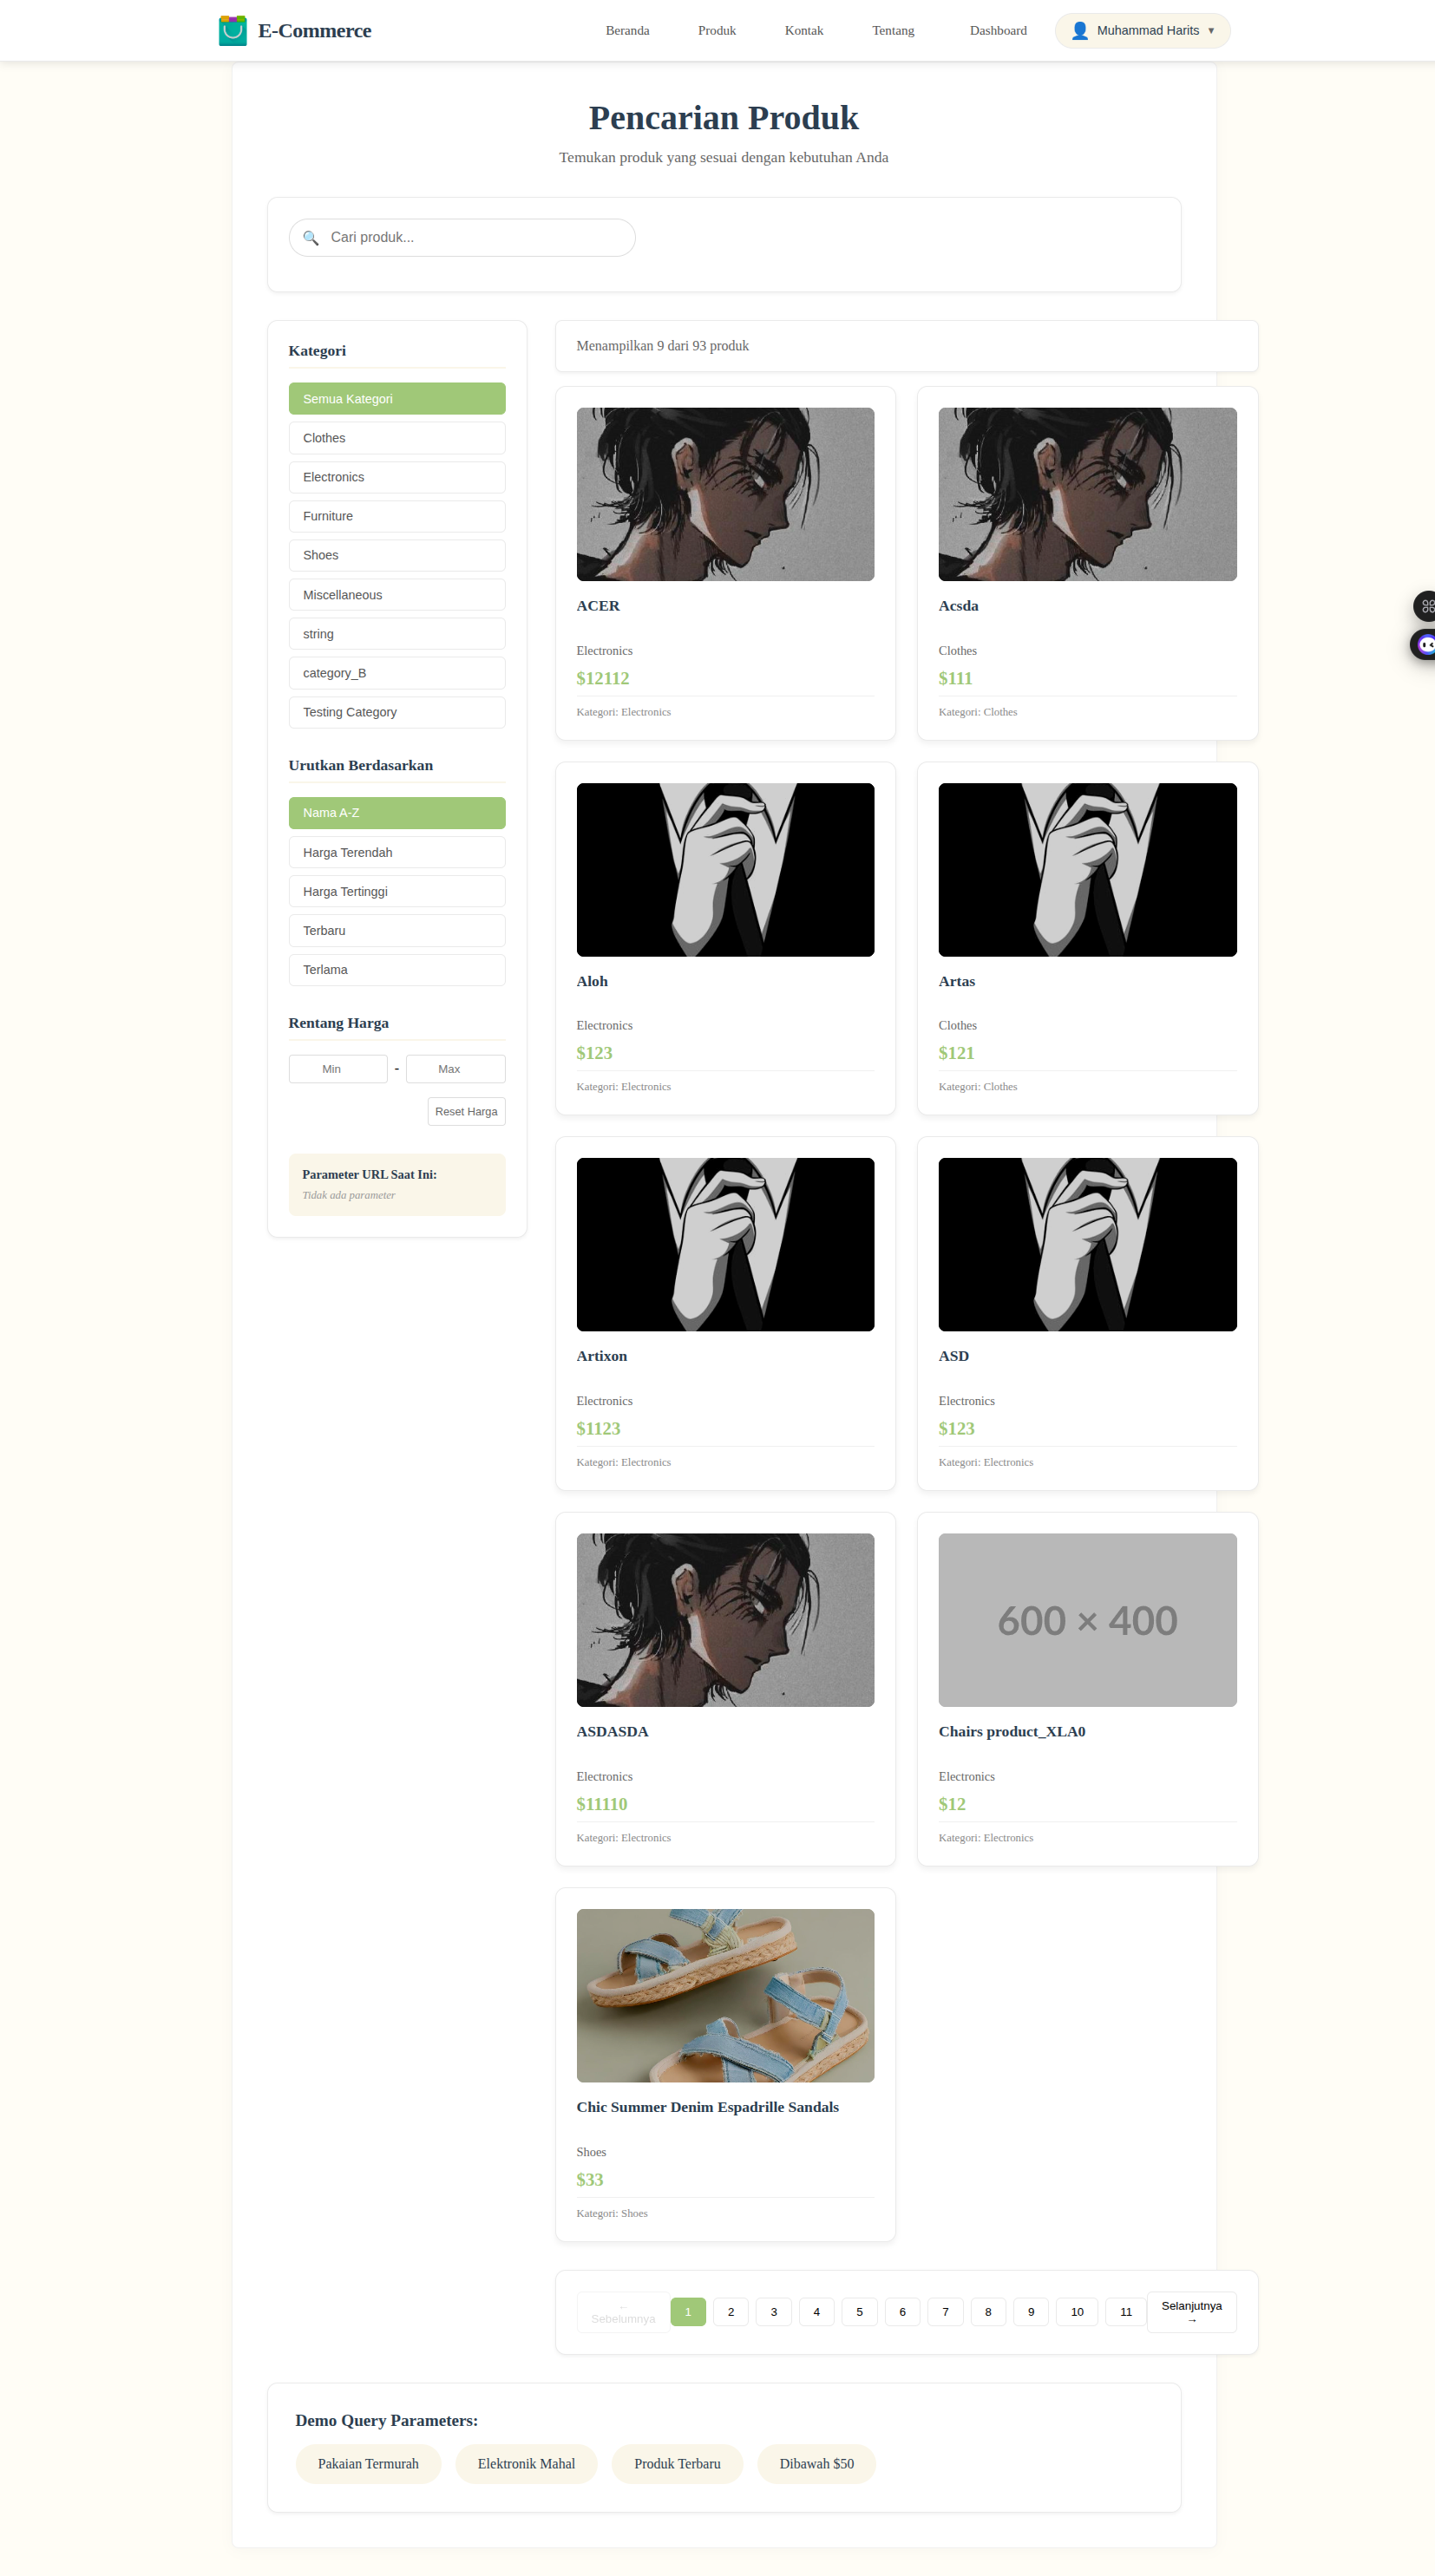 E-Commerce
Beranda
Produk
Kontak
Tentang
Dashboard
Muhammad Harits ▼
Pencarian Produk
Temukan produk yang sesuai dengan kebutuhan Anda
Cari produk...
Kategori
Semua Kategori
Clothes
Electronics
Furniture
Shoes
Miscellaneous
string
category_B
Testing Category
Urutkan Berdasarkan
Nama A-Z
Harga Terendah
Harga Tertinggi
Terbaru
Terlama
Rentang Harga
Min - Max
Reset Harga
Parameter URL Saat Ini:
Tidak ada parameter
Menampilkan 9 dari 93 produk
ACER
Electronics
$12112
Kategori: Electronics
Acsda
Clothes
$111
Kategori: Clothes
Aloh
Electronics
$123
Kategori: Electronics
Artas
Clothes
$121
Kategori: Clothes
Artixon
Electronics
$1123
Kategori: Electronics
ASD
Electronics
$123
Kategori: Electronics
ASDASDA
Electronics
$11110
Kategori: Electronics
600 × 400
Chairs product_XLA0
Electronics
$12
Kategori: Electronics
Chic Summer Denim Espadrille Sandals
Shoes
$33
Kategori: Shoes
←
Sebelumnya
1 2 3 4 5 6 7 8 9 10 11
Selanjutnya
→
Demo Query Parameters:
Pakaian Termurah
Elektronik Mahal
Produk Terbaru
Dibawah $50